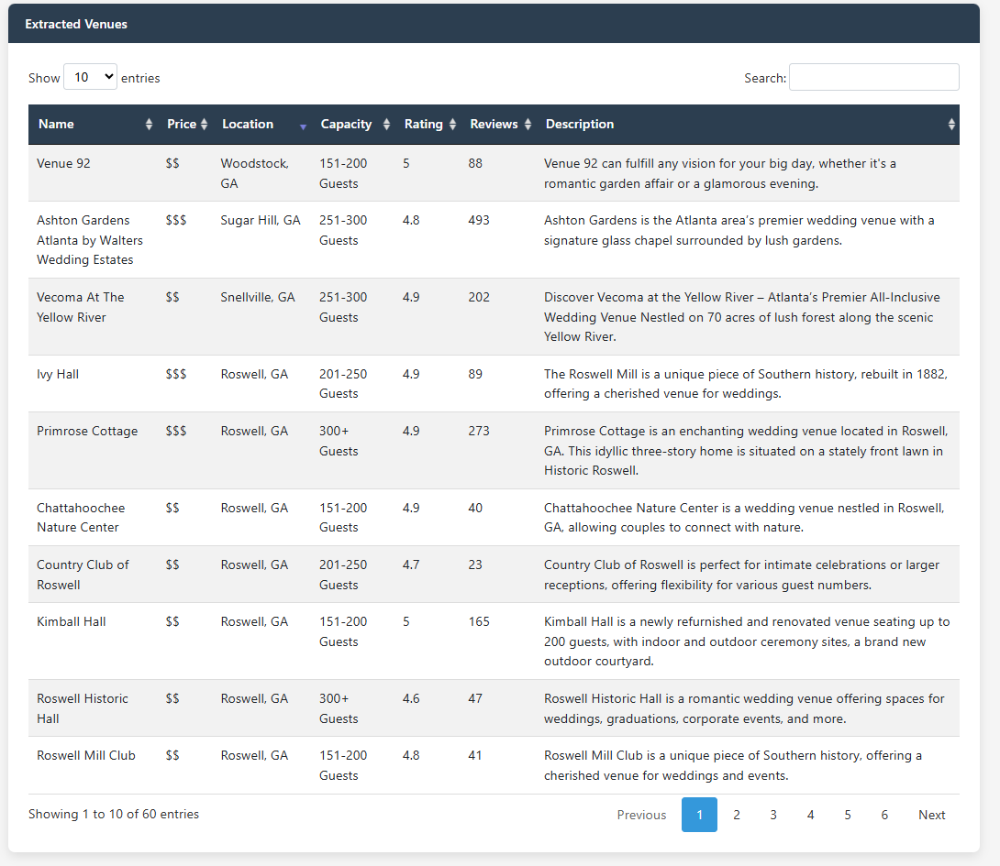 Extracted Venues
Show 10 entries
Search:
Name Price Location Capacity Rating Reviews Description
Venue 92 $$ Woodstock, 151-200 5 88 Venue 92 can fulfill any vision for your big day, whether it's a
GA Guests romantic garden affair or a glamorous evening.
Ashton Gardens $$$ Sugar Hill, GA 251-300 4.8 493 Ashton Gardens is the Atlanta area’s premier wedding venue with a
Atlanta by Walters Guests signature glass chapel surrounded by lush gardens.
Wedding Estates
Vecoma At The $$ Snellville, GA 251-300 4.9 202 Discover Vecoma at the Yellow River – Atlanta’s Premier All-Inclusive
Yellow River Guests Wedding Venue Nestled on 70 acres of lush forest along the scenic
Yellow River.
Ivy Hall $$$ Roswell, GA 201-250 4.9 89 The Roswell Mill is a unique piece of Southern history, rebuilt in 1882,
Guests offering a cherished venue for weddings.
Primrose Cottage $$$ Roswell, GA 300+ 4.9 273 Primrose Cottage is an enchanting wedding venue located in Roswell,
Guests GA. This idyllic three-story home is situated on a stately front lawn in
Historic Roswell.
Chattahoochee $$ Roswell, GA 151-200 4.9 40 Chattahoochee Nature Center is a wedding venue nestled in Roswell,
Nature Center Guests GA, allowing couples to connect with nature.
Country Club of $$ Roswell, GA 201-250 4.7 23 Country Club of Roswell is perfect for intimate celebrations or larger
Roswell Guests receptions, offering flexibility for various guest numbers.
Kimball Hall $$ Roswell, GA 151-200 5 165 Kimball Hall is a newly refurnished and renovated venue seating up to
Guests 200 guests, with indoor and outdoor ceremony sites, a brand new
outdoor courtyard.
Roswell Historic $$ Roswell, GA 300+ 4.6 47 Roswell Historic Hall is a romantic wedding venue offering spaces for
Hall Guests weddings, graduations, corporate events, and more.
Roswell Mill Club $$ Roswell, GA 151-200 4.8 41 Roswell Mill Club is a unique piece of Southern history, offering a
Guests cherished venue for weddings and events.
Showing 1 to 10 of 60 entries
Previous 1 2 3 4 5 6 Next